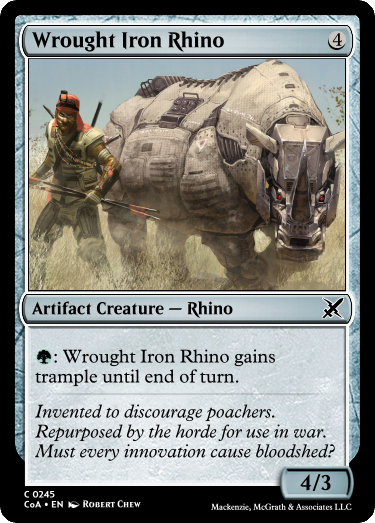 Wrought Iron Rhino 4
Artifact Creature — Rhino
: Wrought Iron Rhino gains
trample until end of turn.
Invented to discourage poachers.
Repurposed by the horde for use in war.
Must every innovation cause bloodshed?
4/3
C 0245
CoA • EN Robert Chew
Mackenzie, McGrath & Associates LLC